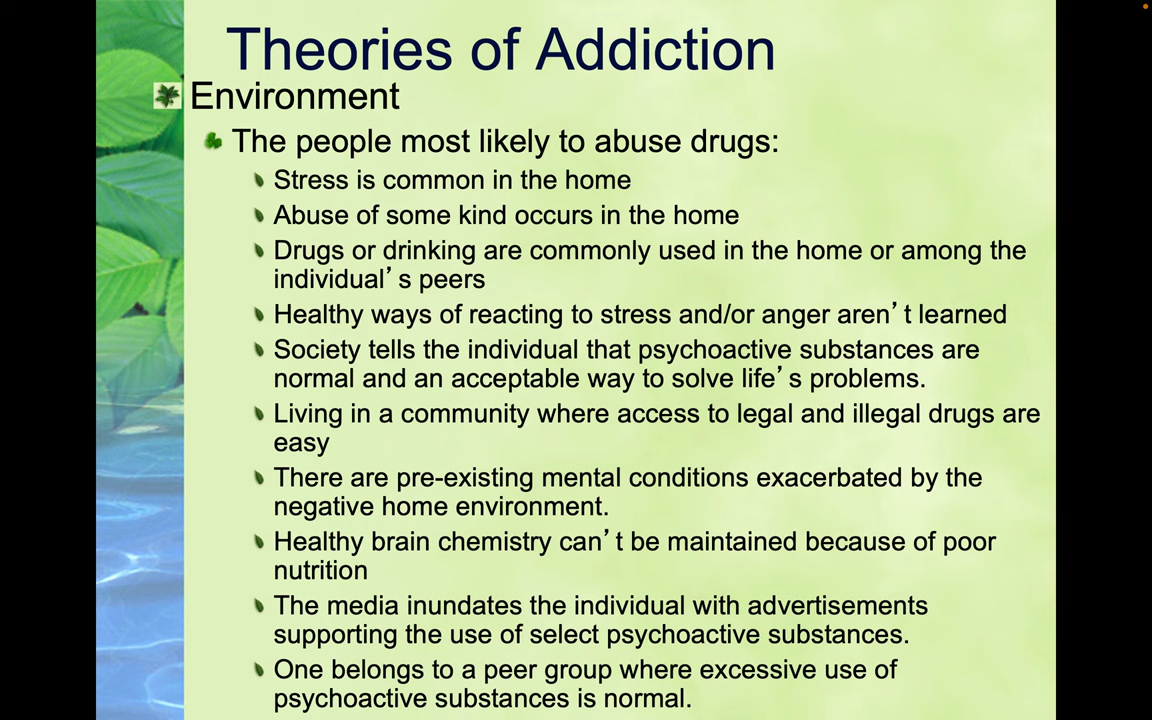 Theories of Addiction
Environment
The people most likely to abuse drugs:
Stress is common in the home
Abuse of some kind occurs in the home
Drugs or drinking are commonly used in the home or among the
individual’s peers
Healthy ways of reacting to stress and/or anger aren’t learned
Society tells the individual that psychoactive substances are
normal and an acceptable way to solve life’s problems.
Living in a community where access to legal and illegal drugs are
easy
There are pre-existing mental conditions exacerbated by the
negative home environment.
Healthy brain chemistry can’t be maintained because of poor
nutrition
The media inundates the individual with advertisements
supporting the use of select psychoactive substances.
One belongs to a peer group where excessive use of
psychoactive substances is normal.